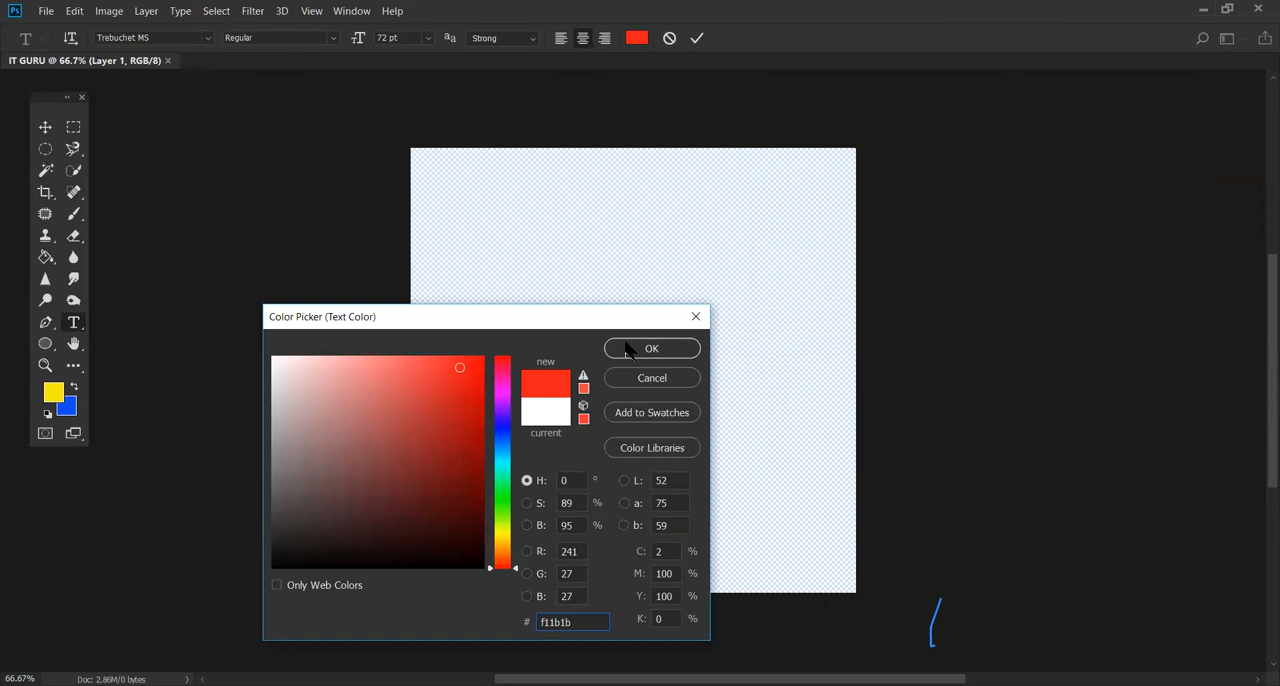 Ps File Edit Image Layer Type Select Filter 3D View Window Help
T Trebuchet MS Regular 72 pt aa Strong
IT GURU @ 66.7% (Layer 1, RGB/8) ×
Color Picker (Text Color)
OK
new
Cancel
Add to Swatches
current
Color Libraries
H: 0 ° L: 52
S: 89 % a: 75
B: 95 % b: 59
R: 241 C: 2 %
G: 27 M: 100 %
Only Web Colors
B: 27 Y: 100 %
# f11b1b K: 0 %
66.67% Doc: 2.86M/0 bytes